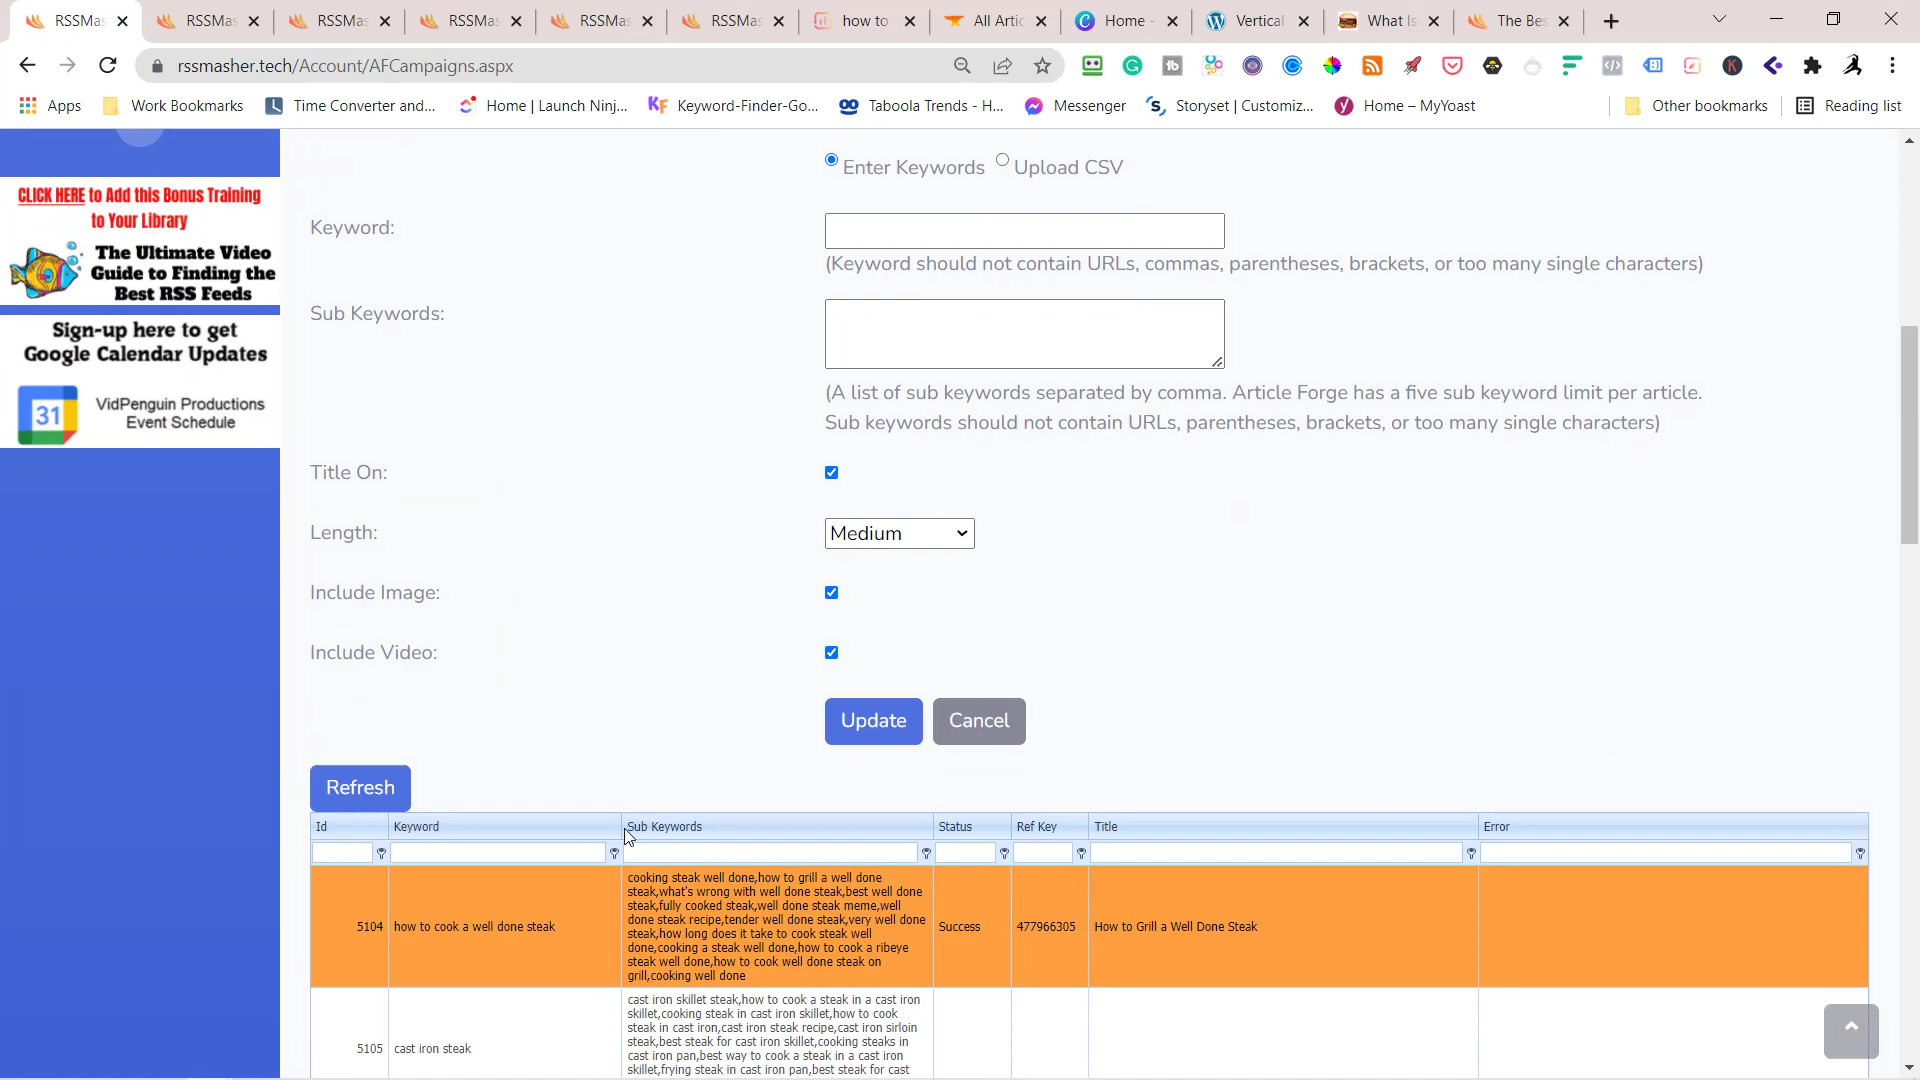 RSSMas
RSSMas
RSSMas
RSSMas
RSSMas
RSSMas
how to
All Artic
Home -
Vertical
What Is
The Bes
rssmasher.tech/Account/AFCampaigns.aspx
Apps
Work Bookmarks
Time Converter and...
Home | Launch Ninj...
Keyword-Finder-Go...
Taboola Trends - H...
Messenger
Storyset | Customiz...
Home – MyYoast
Other bookmarks
Reading list
CLICK HERE to Add this Bonus Training
to Your Library
The Ultimate Video
Guide to Finding the
Best RSS Feeds
Sign-up here to get
Google Calendar Updates
31
VidPenguin Productions
Event Schedule
Enter Keywords
Upload CSV
Keyword:
(Keyword should not contain URLs, commas, parentheses, brackets, or too many single characters)
Sub Keywords:
(A list of sub keywords separated by comma. Article Forge has a five sub keyword limit per article.
Sub keywords should not contain URLs, parentheses, brackets, or too many single characters)
Title On:
Length:
Medium
Include Image:
Include Video:
Update
Cancel
Refresh
Id
Keyword
Sub Keywords
Status
Ref Key
Title
Error
5104
how to cook a well done steak
cooking steak well done,how to grill a well done
steak,what's wrong with well done steak,best well done
steak,fully cooked steak,well done steak meme,well
done steak recipe,tender well done steak,very well done
steak,how long does it take to cook steak well
done,cooking a steak well done,how to cook a ribeye
steak well done,how to cook well done steak on
grill,cooking well done
Success
477966305
How to Grill a Well Done Steak
5105
cast iron steak
cast iron skillet steak,how to cook a steak in a cast iron
skillet,cooking steak in cast iron skillet,how to cook
steak in cast iron,cast iron steak recipe,cast iron sirloin
steak,best steak for cast iron skillet,cooking steaks in
cast iron pan,best way to cook a steak in a cast iron
skillet,frying steak in cast iron pan,best steak for cast